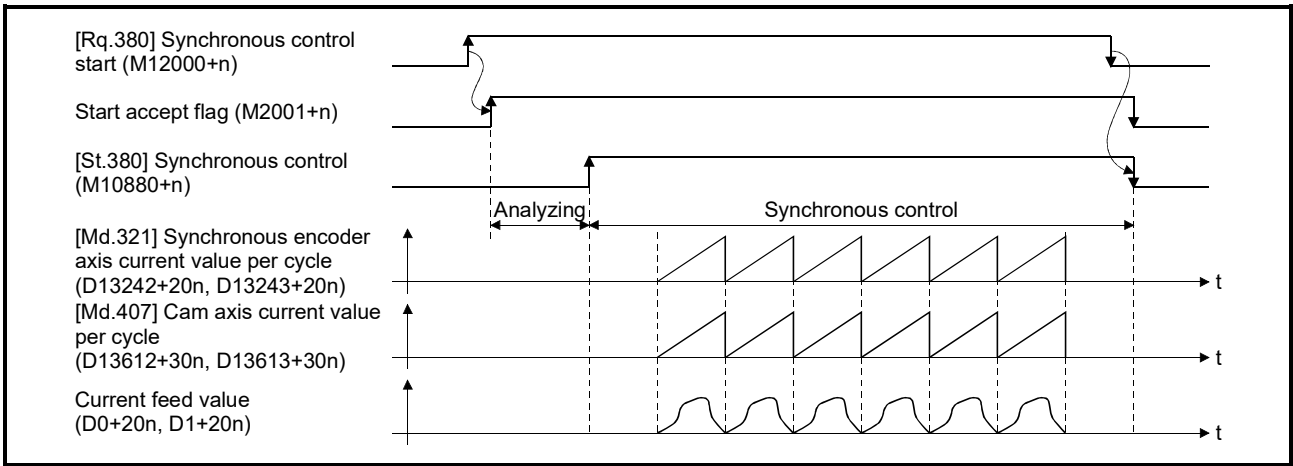 [Rq.380] Synchronous control
start (M12000+n)
Start accept flag (M2001+n)
[St.380] Synchronous control
(M10880+n)
Analyzing
Synchronous control
[Md.321] Synchronous encoder
axis current value per cycle
(D13242+20n, D13243+20n)
t
[Md.407] Cam axis current value
per cycle
(D13612+30n, D13613+30n)
t
Current feed value
(D0+20n, D1+20n)
t